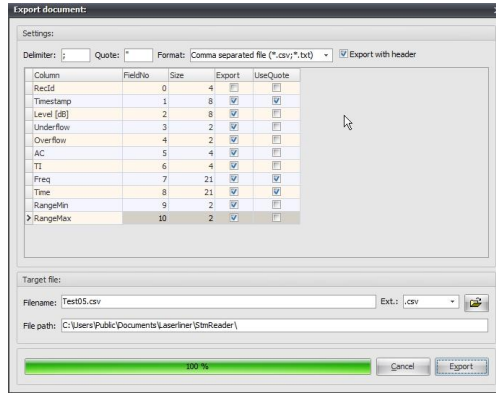 Export document:
Settings:
Delimiter: ; Quote: " Format: Comma separated file (*.csv;*.txt) Export with header
Column FieldNo Size Export UseQuote
RecId 0 4
Timestamp 1 8
Level [dB] 2 8
Underflow 3 2
Overflow 4 2
AC 5 4
TI 6 4
Freq 7 21
Time 8 21
RangeMin 9 2
RangeMax 10 2
Target file:
Filename: Test05.csv Ext.: .csv
File path: C:\Users\Public\Documents\Laserliner\StmReader\
100 % Cancel Export